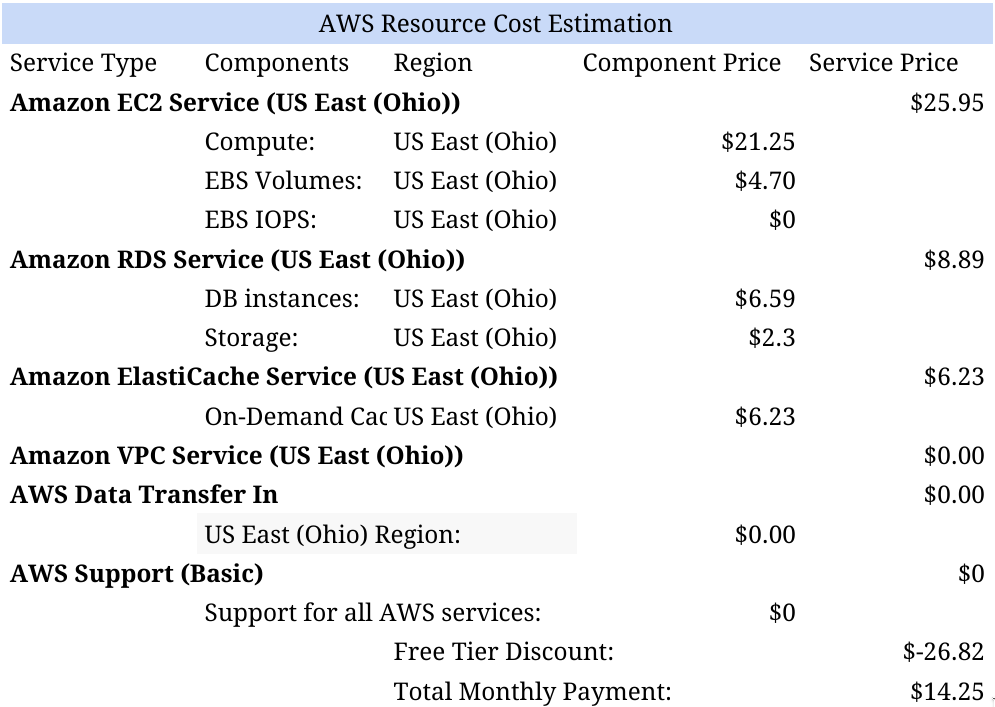 AWS Resource Cost Estimation
Service Type Components Region Component Price Service Price
Amazon EC2 Service (US East (Ohio)) $25.95
Compute: US East (Ohio) $21.25
EBS Volumes: US East (Ohio) $4.70
EBS IOPS: US East (Ohio) $0
Amazon RDS Service (US East (Ohio)) $8.89
DB instances: US East (Ohio) $6.59
Storage: US East (Ohio) $2.3
Amazon ElastiCache Service (US East (Ohio)) $6.23
On-Demand Cac US East (Ohio) $6.23
Amazon VPC Service (US East (Ohio)) $0.00
AWS Data Transfer In $0.00
US East (Ohio) Region: $0.00
AWS Support (Basic) $0
Support for all AWS services: $0
Free Tier Discount: $-26.82
Total Monthly Payment: $14.25